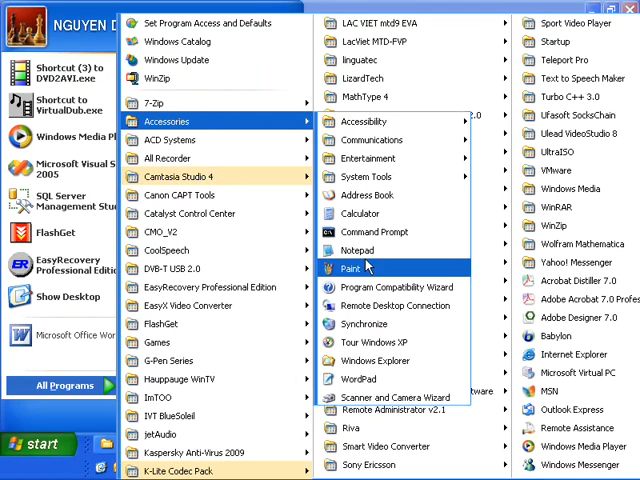 NGUYEN D
Shortcut (3) to
DVD2AVI.exe
Shortcut to
VirtualDub.exe
Windows Media P
Microsoft Visual S
2005
SQL Server
Management Stu
FlashGet
EasyRecovery
Professional Editi
Show Desktop
Microsoft Office Wo
All Programs
start
Set Program Access and Defaults
Windows Catalog
Windows Update
WinZip
7-Zip
Accessories
ACD Systems
All Recorder
Camtasia Studio 4
Canon CAPT Tools
Catalyst Control Center
CMO_V2
CoolSpeech
DVB-T USB 2.0
EasyRecovery Professional Edition
EasyX Video Converter
FlashGet
Games
G-Pen Series
Hauppauge WinTV
ImTOO
IVT BlueSoleil
jetAudio
Kaspersky Anti-Virus 2009
K-Lite Codec Pack
LAC VIET mtd9 EVA
LacViet MTD-FVP
linguatec
LizardTech
MathType 4
2.0
Accessibility
Communications
Entertainment
System Tools
Address Book
Calculator
Command Prompt
Notepad
Paint
Program Compatibility Wizard
Remote Desktop Connection
Synchronize
Tour Windows XP
Windows Explorer
WordPad
Scanner and Camera Wizard
tware
Remote Administrator v2.1
Riva
Smart Video Converter
Sony Ericsson
Sport Video Player
Startup
Teleport Pro
Text to Speech Maker
Turbo C++ 3.0
Ufasoft SocksChain
Ulead VideoStudio 8
UltraISO
VMware
Windows Media
WinRAR
WinZip
Wolfram Mathematica
Yahoo! Messenger
Acrobat Distiller 7.0
Adobe Acrobat 7.0 Profes
Adobe Designer 7.0
Babylon
Internet Explorer
Microsoft Virtual PC
MSN
Outlook Express
Remote Assistance
Windows Media Player
Windows Messenger